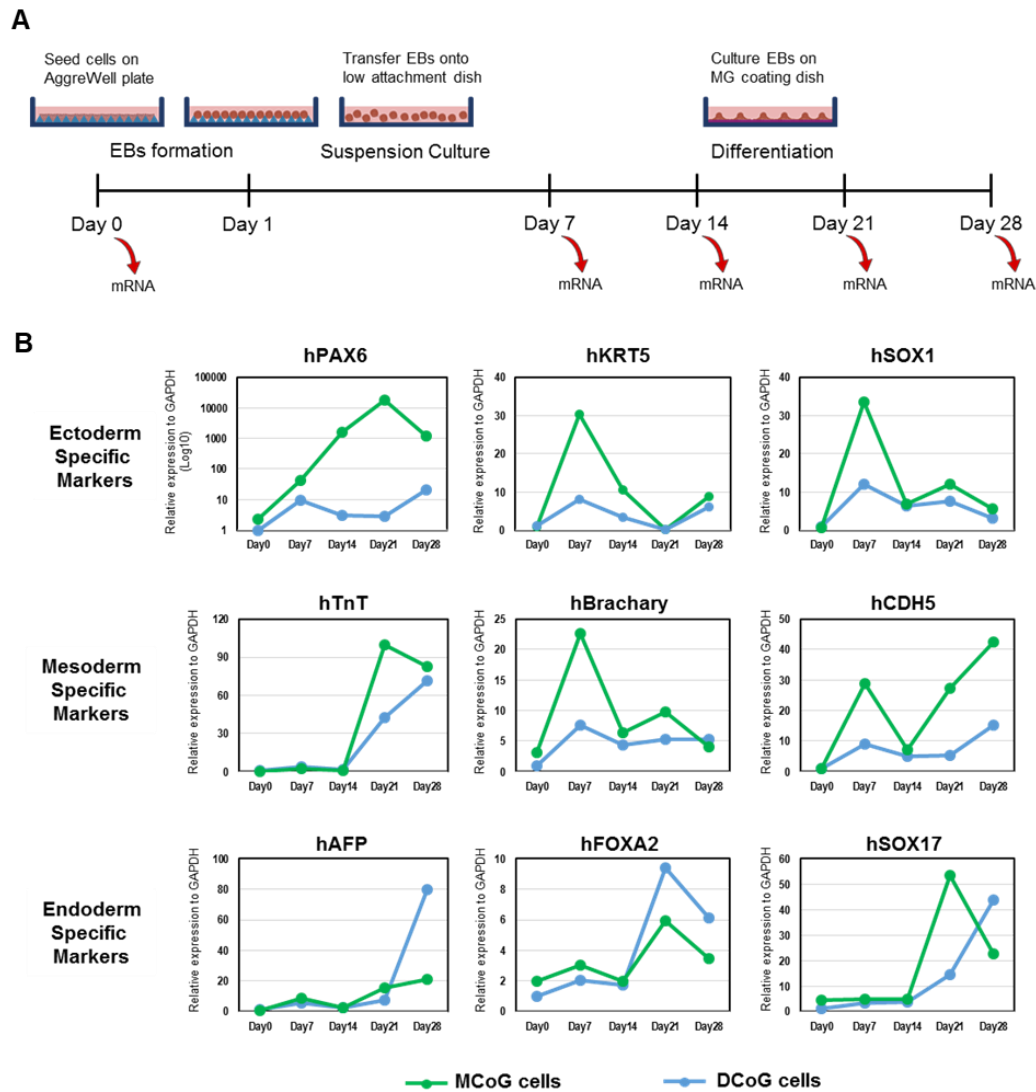 A
Seed cells on
AggreWell plate
Transfer EBs onto
low attachment dish
Culture EBs on
MG coating dish
EBs formation
Suspension Culture
Differentiation
Day 0
Day 1
Day 7
Day 14
Day 21
Day 28
mRNA
mRNA
mRNA
mRNA
mRNA
B
Ectoderm
Specific
Markers
hPAX6
Relative expression to GAPDH
(Log10)
100000
10000
1000
100
10
1
Day0 Day7 Day14 Day21 Day28
hKRT5
Relative expression to GAPDH
40
30
20
10
0
Day0 Day7 Day14 Day21 Day28
hSOX1
Relative expression to GAPDH
40
30
20
10
0
Day0 Day7 Day14 Day21 Day28
Mesoderm
Specific
Markers
hTnT
Relative expression to GAPDH
120
90
60
30
0
Day0 Day7 Day14 Day21 Day28
hBrachary
Relative expression to GAPDH
25
20
15
10
5
0
Day0 Day7 Day14 Day21 Day28
hCDH5
Relative expression to GAPDH
50
40
30
20
10
0
Day0 Day7 Day14 Day21 Day28
Endoderm
Specific
Markers
hAFP
Relative expression to GAPDH
100
80
60
40
20
0
Day0 Day7 Day14 Day21 Day28
hFOXA2
Relative expression to GAPDH
10
8
6
4
2
0
Day0 Day7 Day14 Day21 Day28
hSOX17
Relative expression to GAPDH
60
50
40
30
20
10
0
Day0 Day7 Day14 Day21 Day28
MCoG cells
DCoG cells